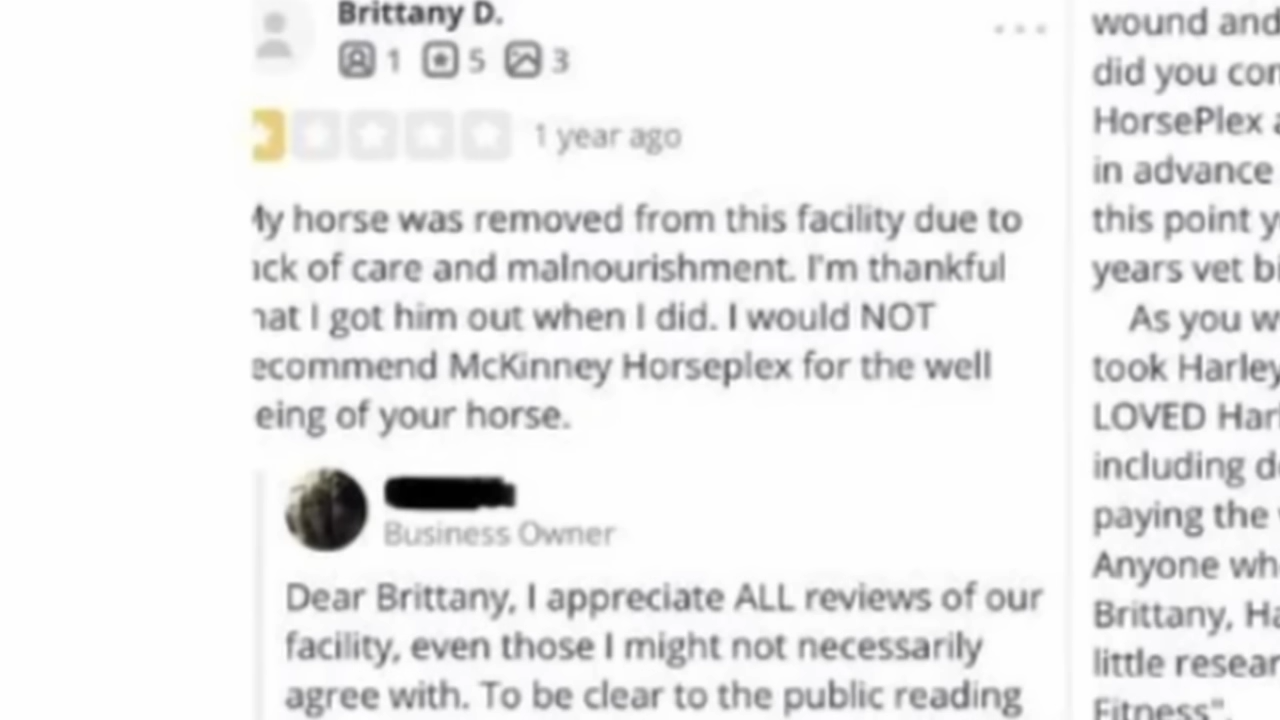 Brittany D.
1 5 3
1 year ago
My horse was removed from this facility due to
ack of care and malnourishment. I'm thankful
hat I got him out when I did. I would NOT
ecommend McKinney Horseplex for the well
eing of your horse.
Business Owner
Dear Brittany, I appreciate ALL reviews of our
facility, even those I might not necessarily
agree with. To be clear to the public reading
wound and
did you con
HorsePlex a
in advance
this point y
years vet bi
As you w
took Harley
LOVED Harl
including d
paying the
Anyone wh
Brittany, Ha
little resear
Fitness".